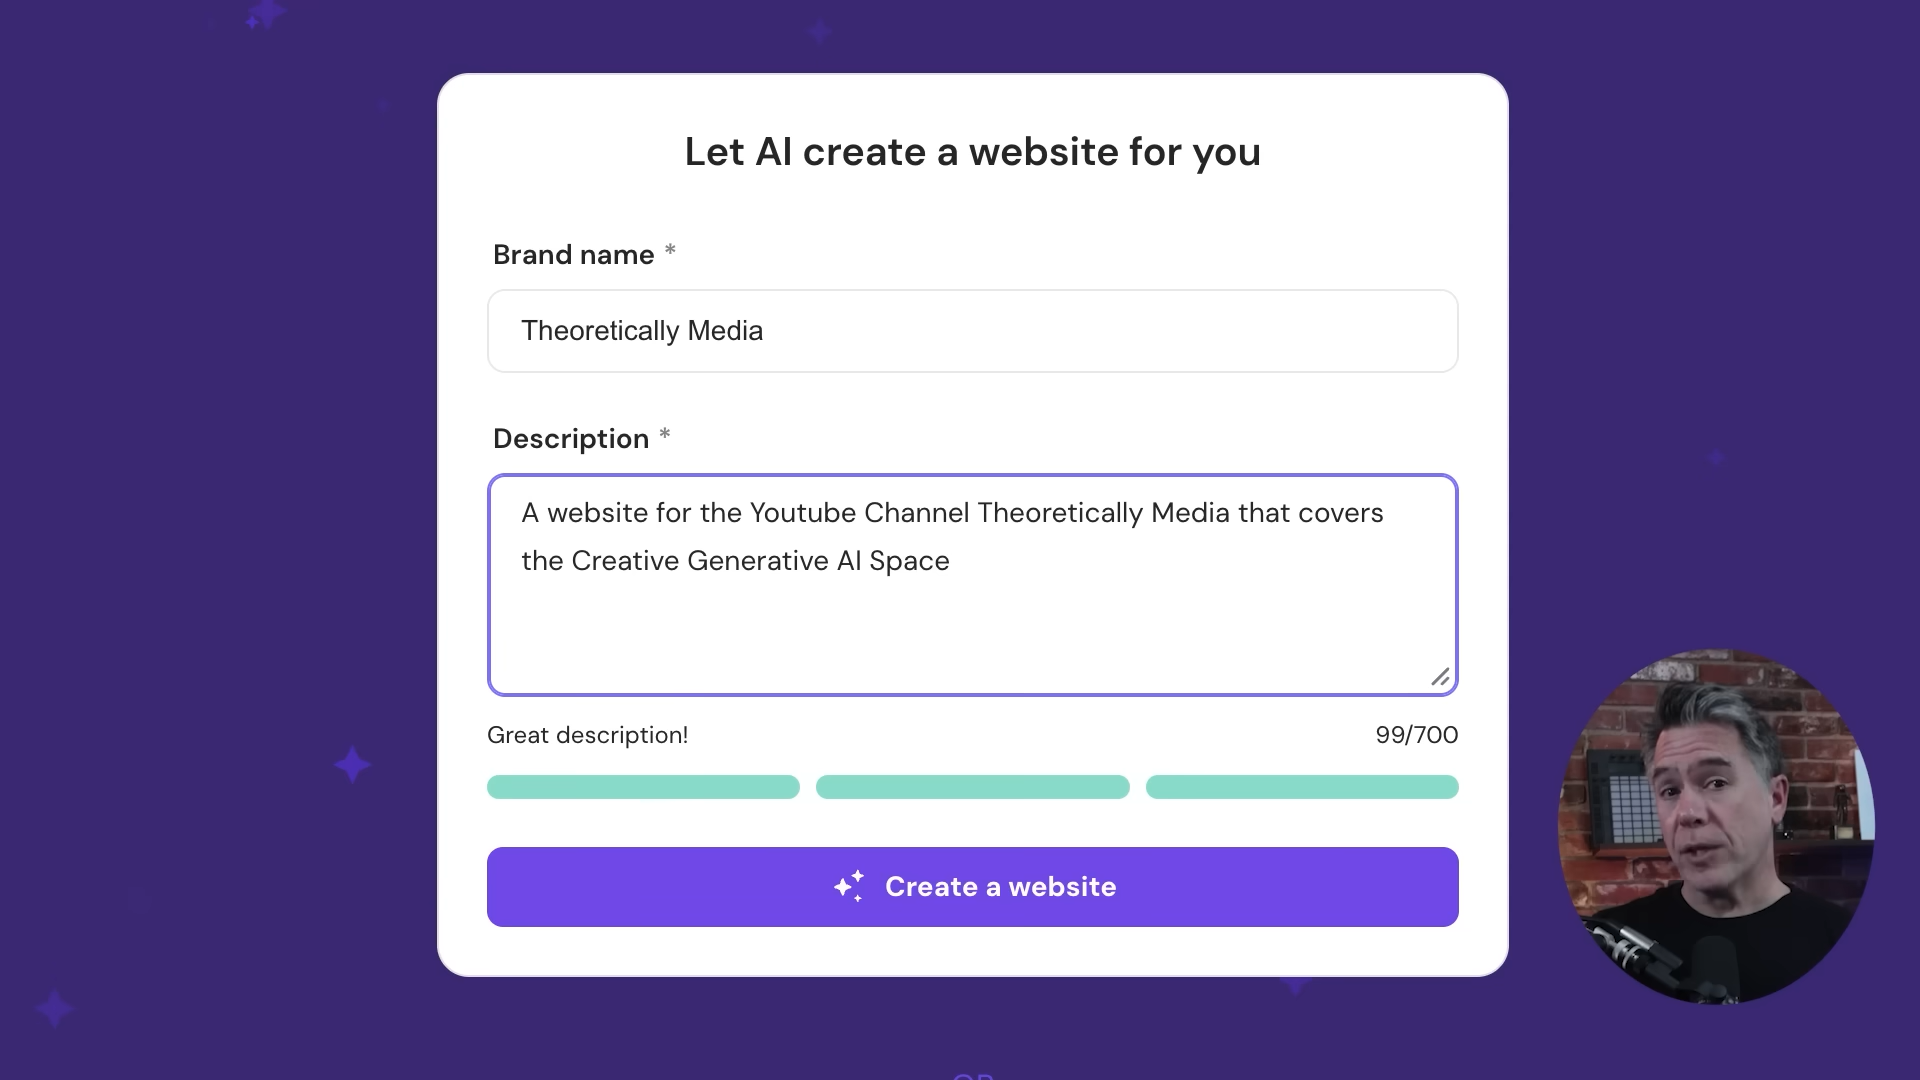 Let AI create a website for you
Brand name *
Theoretically Media
Description *
A website for the Youtube Channel Theoretically Media that covers
the Creative Generative AI Space
Great description!
99/700
Create a website